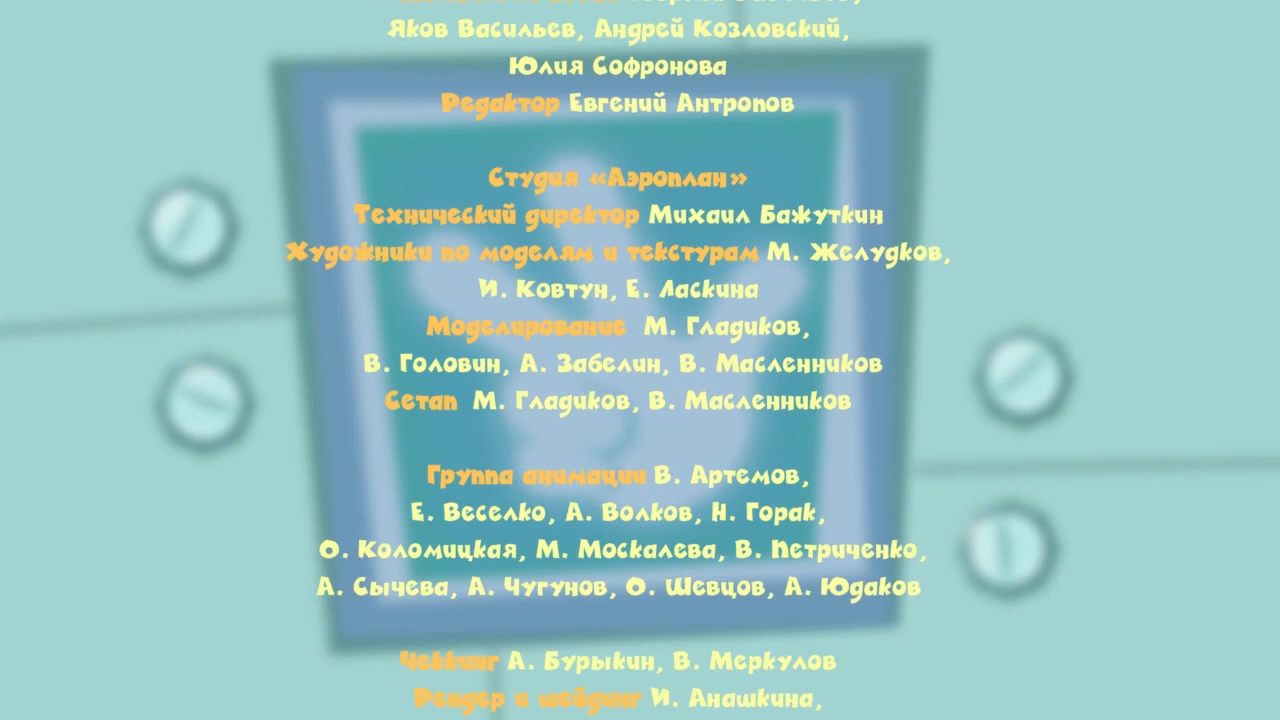 Яков Васильев, Андрей Козловский,
Юлия Софронова
Редактор Евгений Антропов
Студия «Аэроплан»
Технический директор Михаил Бажуткин
Художники по моделям и текстурам М. Желудков,
И. Ковтун, Е. Ласкина
Моделирование М. Гладиков,
В. Головин, А. Забелин, В. Масленников
Сетап М. Гладиков, В. Масленников
Группа анимации В. Артемов,
Е. Веселко, А. Волков, Н. Горак,
О. Коломицкая, М. Москалева, В. Петриченко,
А. Сычева, А. Чугунов, О. Шевцов, А. Юдаков
Чеккинг А. Бурыкин, В. Меркулов
Рендер и шейдинг И. Анашкина,